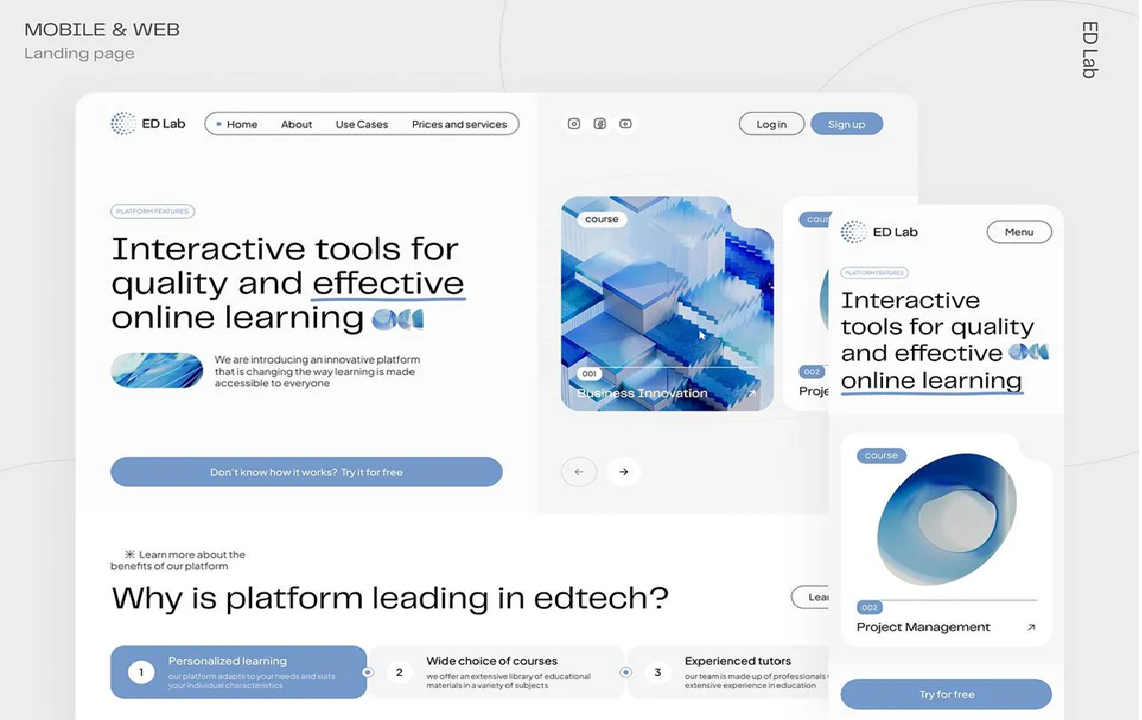 MOBILE & WEB
Landing page
ED Lab
ED Lab
Home About Use Cases Prices and services
Log in
Sign up
PLATFORM FEATURES
Interactive tools for
quality and effective
online learning
We are introducing an innovative platform
that is changing the way learning is made
accessible to everyone
Don't know how it works? Try it for free
course
001
Business Innovation
cour
002
Proje
Learn more about the
benefits of our platform
Why is platform leading in edtech?
Lear
1
Personalized learning
our platform adapts to your needs and suits
your individual characteristics
2
Wide choice of courses
we offer an extensive library of educational
materials in a variety of subjects
3
Experienced tutors
our team is made up of professionals
extensive experience in education
ED Lab
Menu
PLATFORM FEATURES
Interactive
tools for quality
and effective
online learning
course
002
Project Management
Try for free